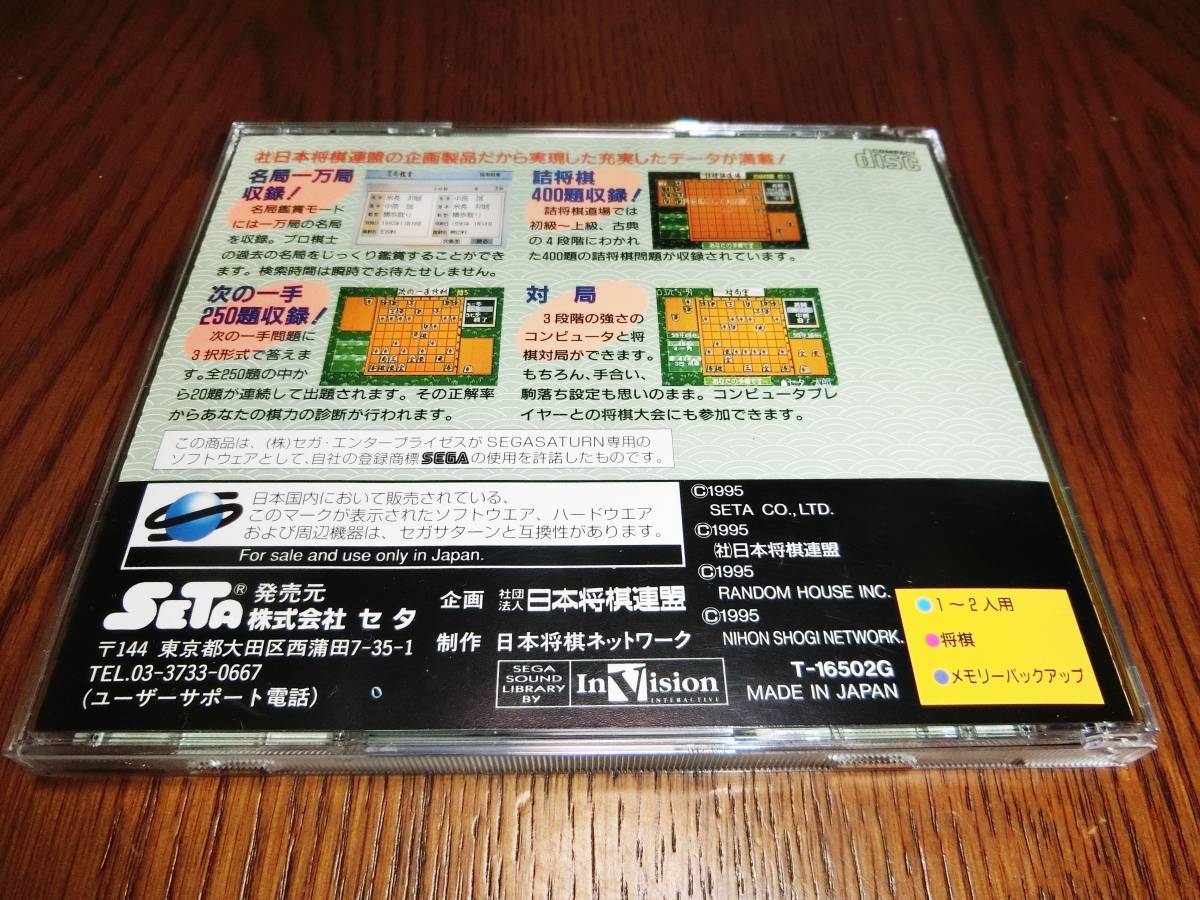 社日本将棋連盟の企画製品だから実現した充実したデータが満載!
COMPACT
disc
名局一万局
収録!
名局鑑賞モード
には一万局の名局
を収録。プロ棋士
の過去の名局をじっくり鑑賞することができ
ます。検索時間は瞬時でお待たせしません。
詰将棋
400題収録!
詰将棋道場では
初級〜上級、古典
の4段階にわかれ
た400題の詰将棋問題が収録されています。
あなたの手番です
次の一手
250題収録!
次の一手問題に
3択形式で答えま
す。全250題の中か
ら20題が連続して出題されます。その正解率
からあなたの棋力の診断が行われます。
対局
3段階の強さの
コンピュータと将
棋対局ができます。
もちろん、手合い、
駒落ち設定も思いのまま。コンピュータプレ
イヤーとの将棋大会にも参加できます。
対局室
あなたの手番です
この商品は、(株)セガ・エンタープライゼスがSEGASATURN専用の
ソフトウェアとして、自社の登録商標SEGAの使用を許諾したものです。
日本国内において販売されている、
このマークが表示されたソフトウエア、ハードウエア
および周辺機器は、セガサターンと互換性があります。
For sale and use only in Japan.
SETA® 発売元
株式会社 セタ
〒144 東京都大田区西蒲田7-35-1
TEL.03-3733-0667
(ユーザーサポート電話)
企画 社団法人 日本将棋連盟
制作 日本将棋ネットワーク
SEGA
SOUND
LIBRARY
BY
InVision
INTERACTIVE
©1995
SETA CO.,LTD.
©1995
㈳日本将棋連盟
©1995
RANDOM HOUSE INC.
©1995
NIHON SHOGI NETWORK.
T-16502G
MADE IN JAPAN
1〜2人用
将棋
メモリーバックアップ